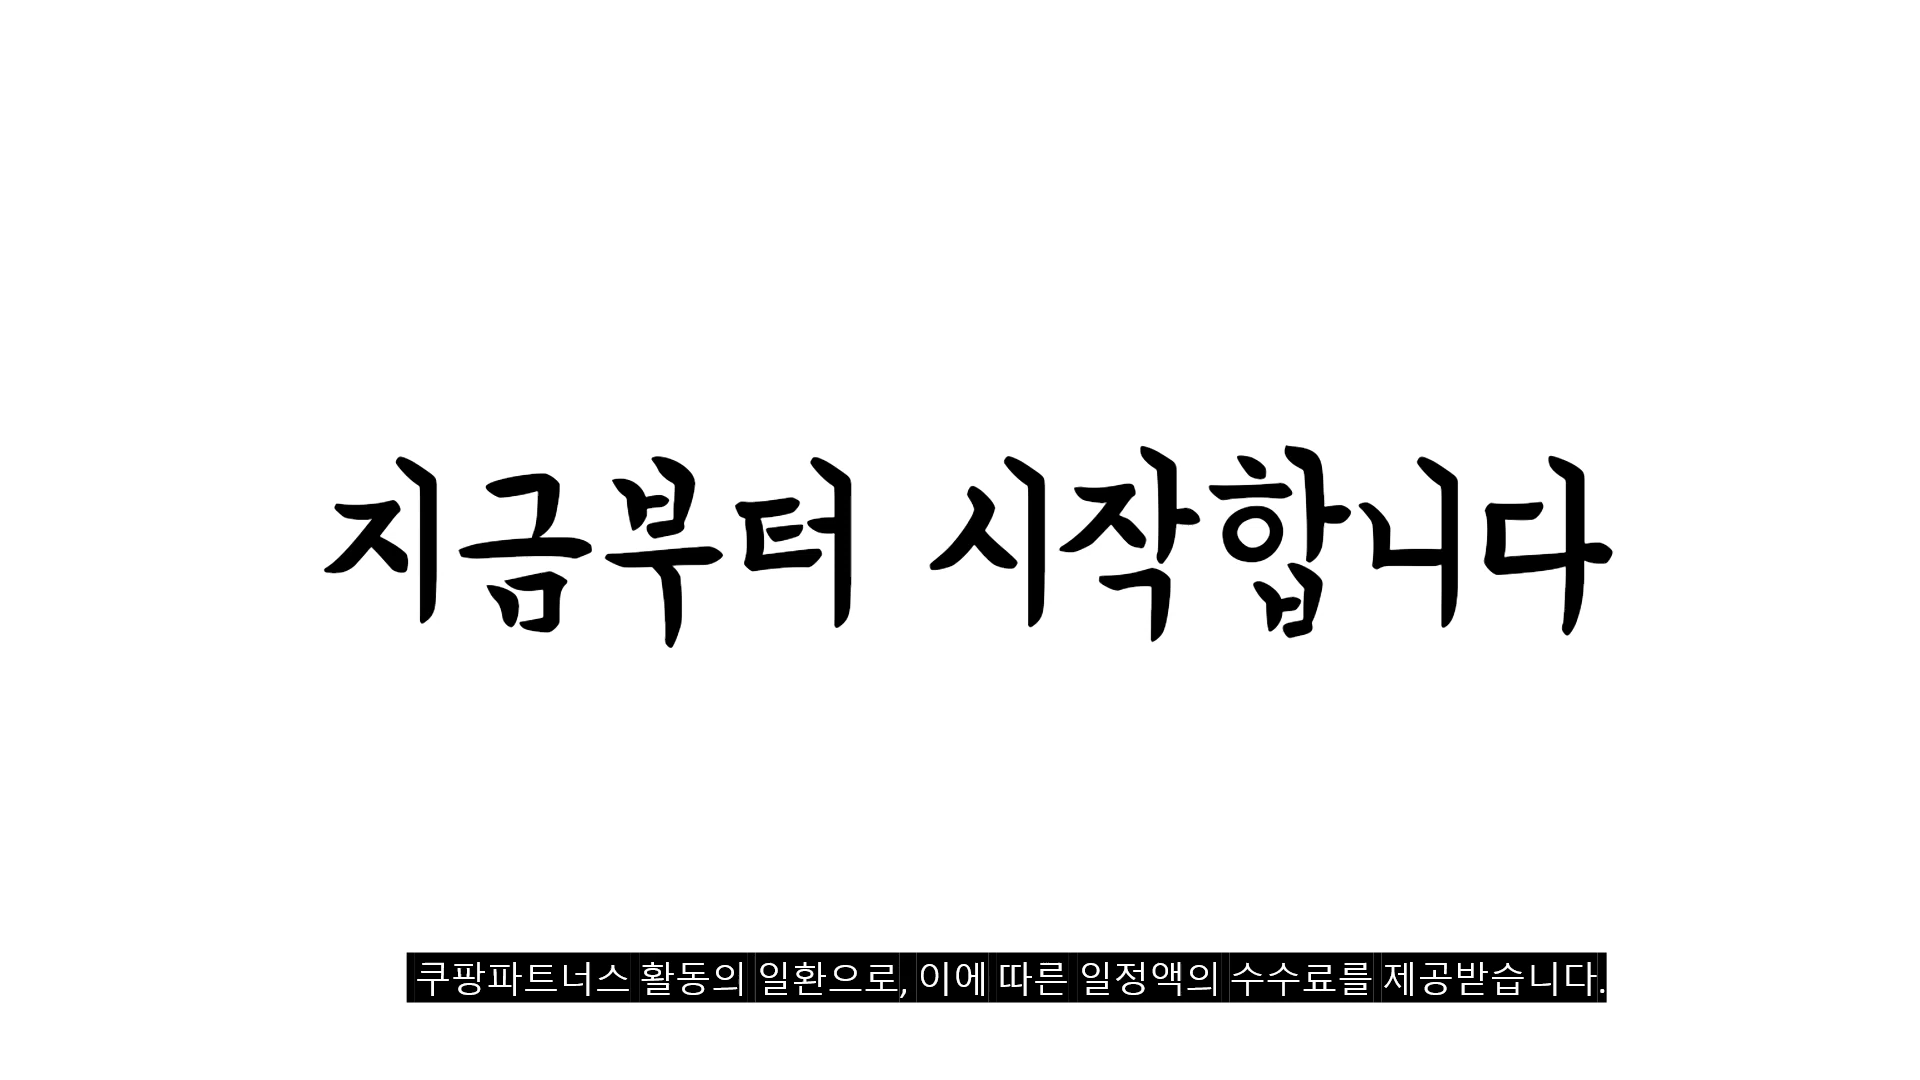 지금부터 시작합니다
쿠팡파트너스 활동의 일환으로, 이에 따른 일정액의 수수료를 제공받습니다.